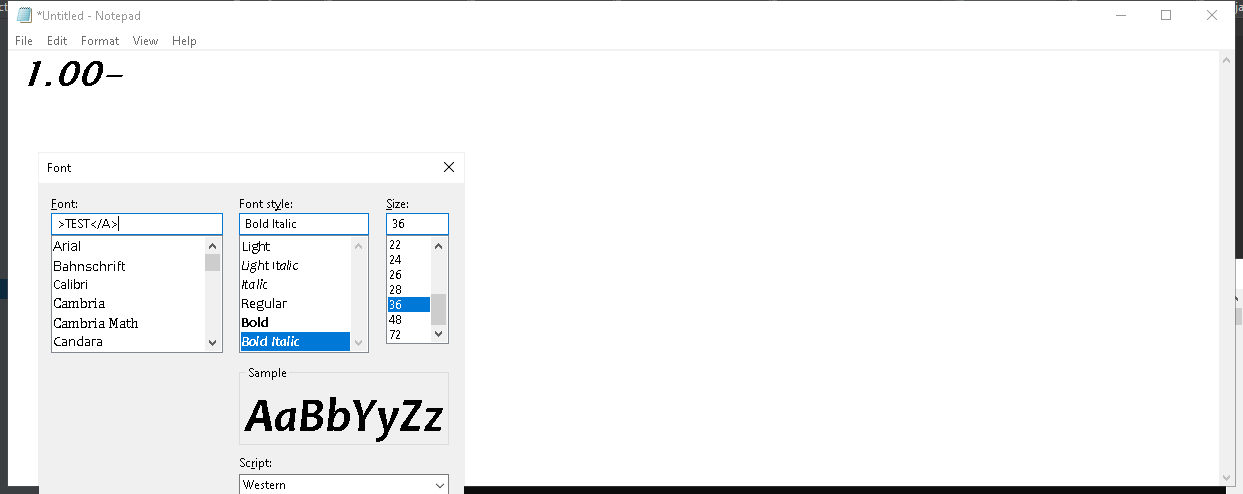 *Untitled - Notepad
File Edit Format View Help
1.00-
Font
Font: Font style: Size:
>TEST</A> Bold Italic 36
Arial Light 22
Bahnschrift Light Italic 24
Calibri Italic 26
Cambria Regular 28
Cambria Math Bold 36
Candara Bold Italic 48
72
Sample
AaBbYyZz
Script:
Western